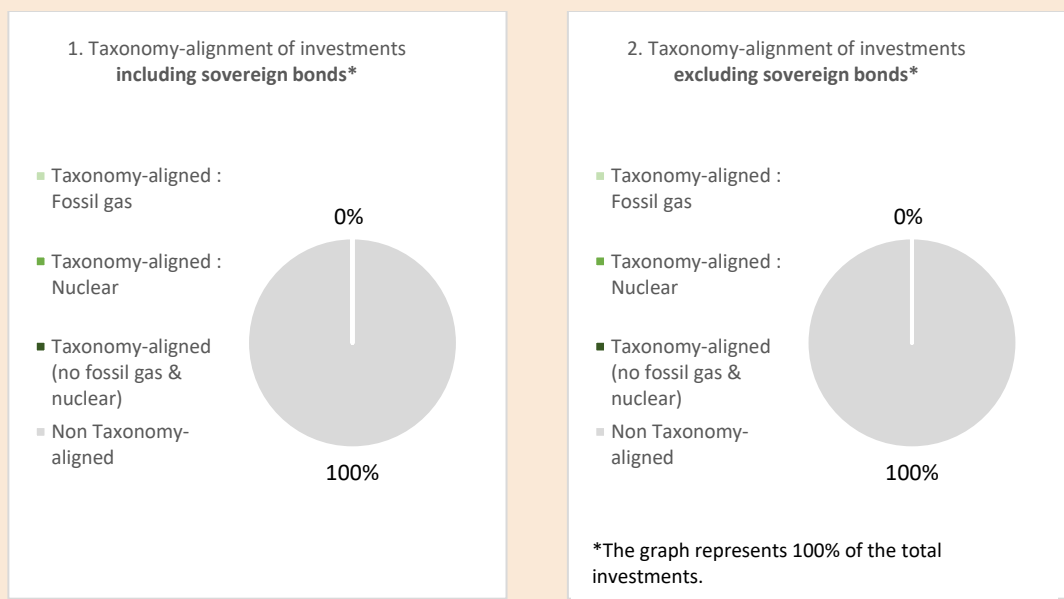 1. Taxonomy-alignment of investments
including sovereign bonds*
Taxonomy-aligned :
Fossil gas
Taxonomy-aligned :
Nuclear
Taxonomy-aligned
(no fossil gas &
nuclear)
Non Taxonomy-
aligned
0%
100%
2. Taxonomy-alignment of investments
excluding sovereign bonds*
Taxonomy-aligned :
Fossil gas
Taxonomy-aligned :
Nuclear
Taxonomy-aligned
(no fossil gas &
nuclear)
Non Taxonomy-
aligned
0%
100%
*The graph represents 100% of the total
investments.